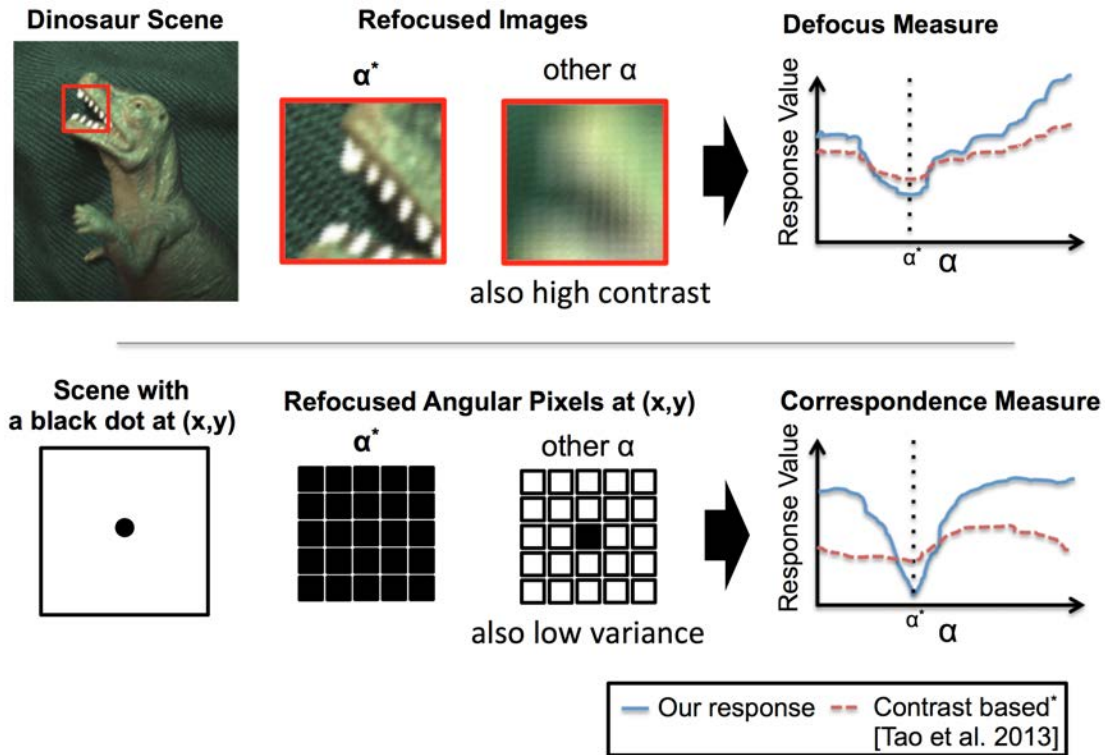 Dinosaur Scene
Refocused Images
Defocus Measure
α*
other α
also high contrast
Response Value
α*
α
Scene with
a black dot at (x,y)
Refocused Angular Pixels at (x,y)
Correspondence Measure
α*
other α
also low variance
Response Value
α*
α
Our response
Contrast based*
[Tao et al. 2013]